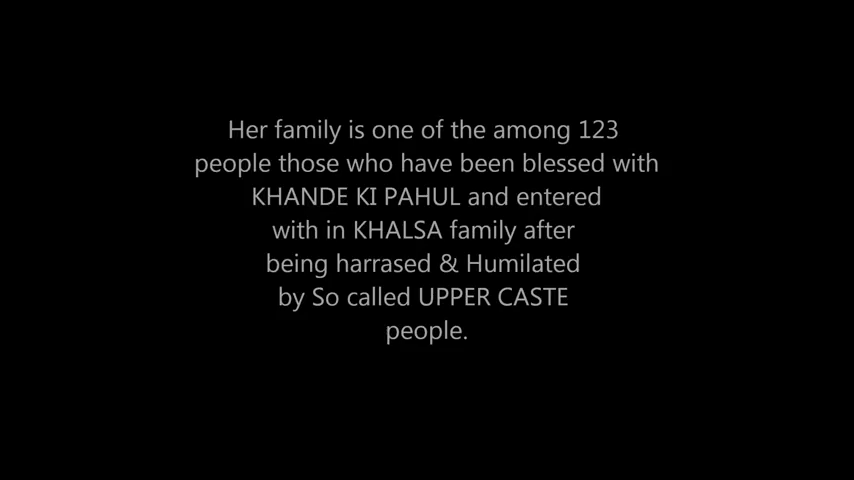 Her family is one of the among 123
people those who have been blessed with
KHANDE KI PAHUL and entered
with in KHALSA family after
being harrased & Humilated
by So called UPPER CASTE
people.